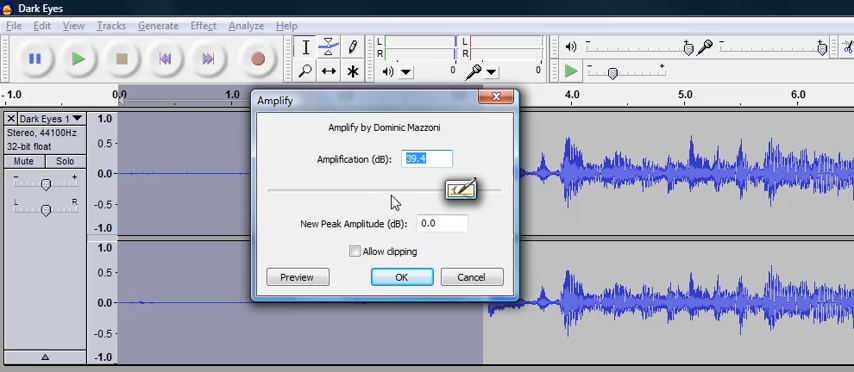 Dark Eyes
File Edit View Tracks Generate Effect Analyze Help
L
R
0
L
R
0
- +
- +
- +
- 1.0 0.0 1.0 4.0 5.0 6.0
Dark Eyes 1
Stereo, 44100Hz
32-bit float
Mute Solo
- +
L R
1.0
0.5
0.0
-0.5
-1.0
1.0
0.5
0.0
-0.5
-1.0
Amplify
Amplify by Dominic Mazzoni
Amplification (dB): 39.4
New Peak Amplitude (dB): 0.0
Allow clipping
Preview OK Cancel